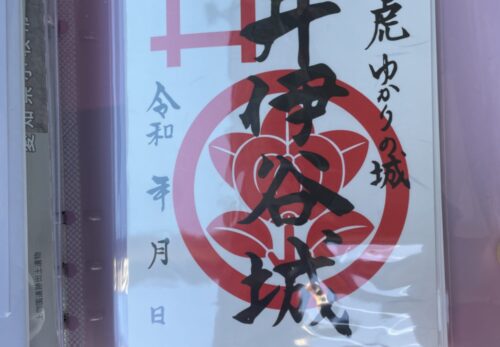 虎ゆかりの城
井伊谷城
令和 年 月 日